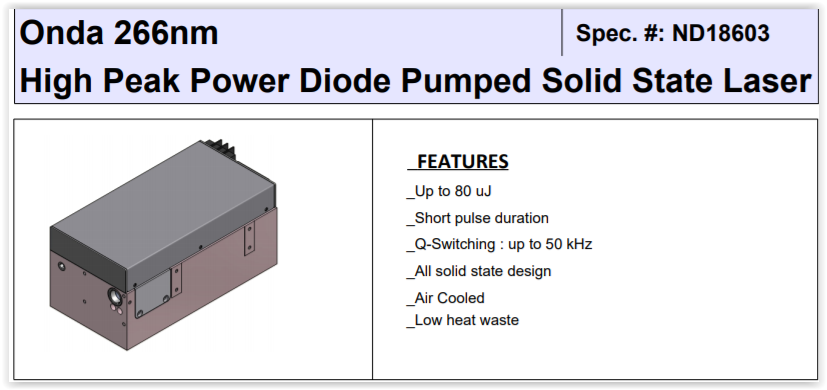 Onda 266nm
Spec. #: ND18603
High Peak Power Diode Pumped Solid State Laser
_FEATURES
_Up to 80 uJ
_Short pulse duration
_Q-Switching : up to 50 kHz
_All solid state design
_Air Cooled
_Low heat waste